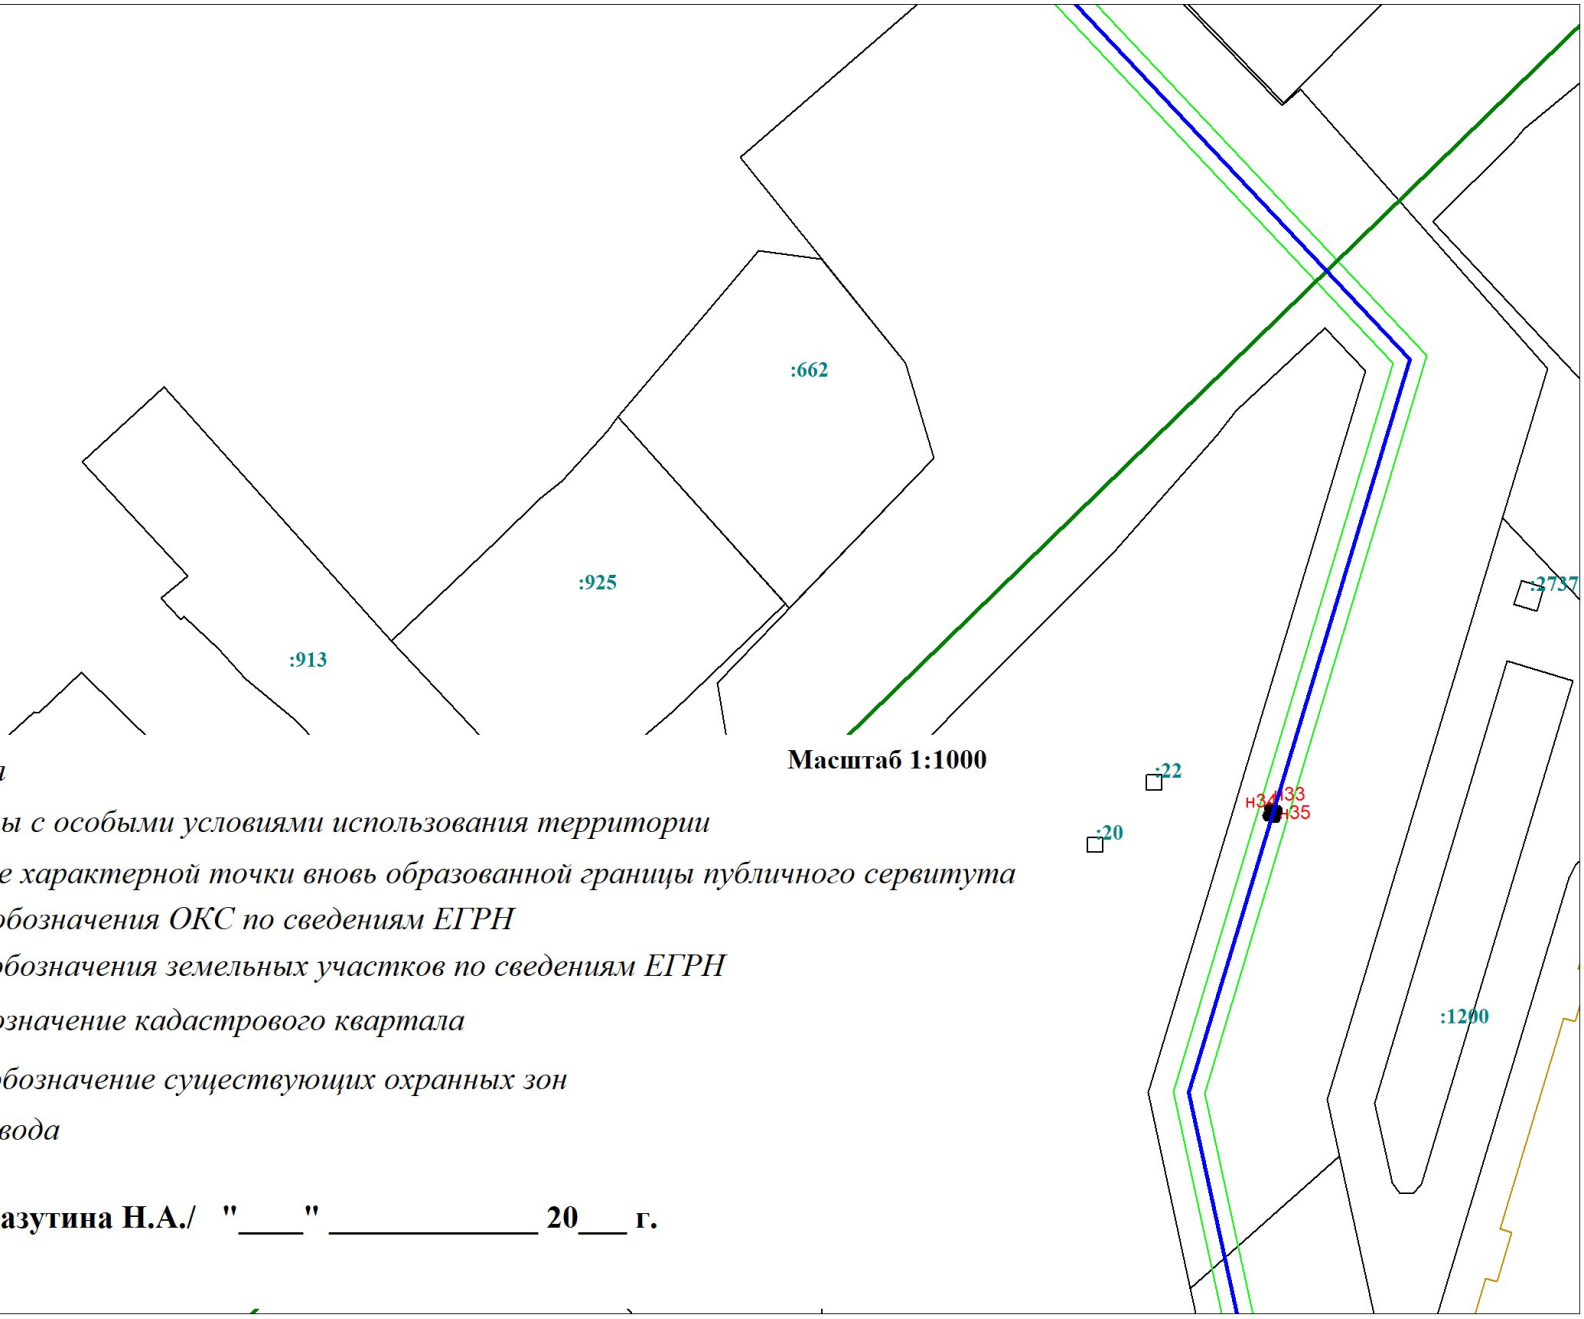 :662
:925
:2737
:913
Масштаб 1:1000
я
:22
ы с особыми условиями использования территории
н34 н33
н35
:20
е характерной точки вновь образованной границы публичного сервитута
обозначения ОКС по сведениям ЕГРН
обозначения земельных участков по сведениям ЕГРН
:1200
означение кадастрового квартала
обозначение существующих охранных зон
вода
азутина Н.А./ "____" _____________ 20___ г.